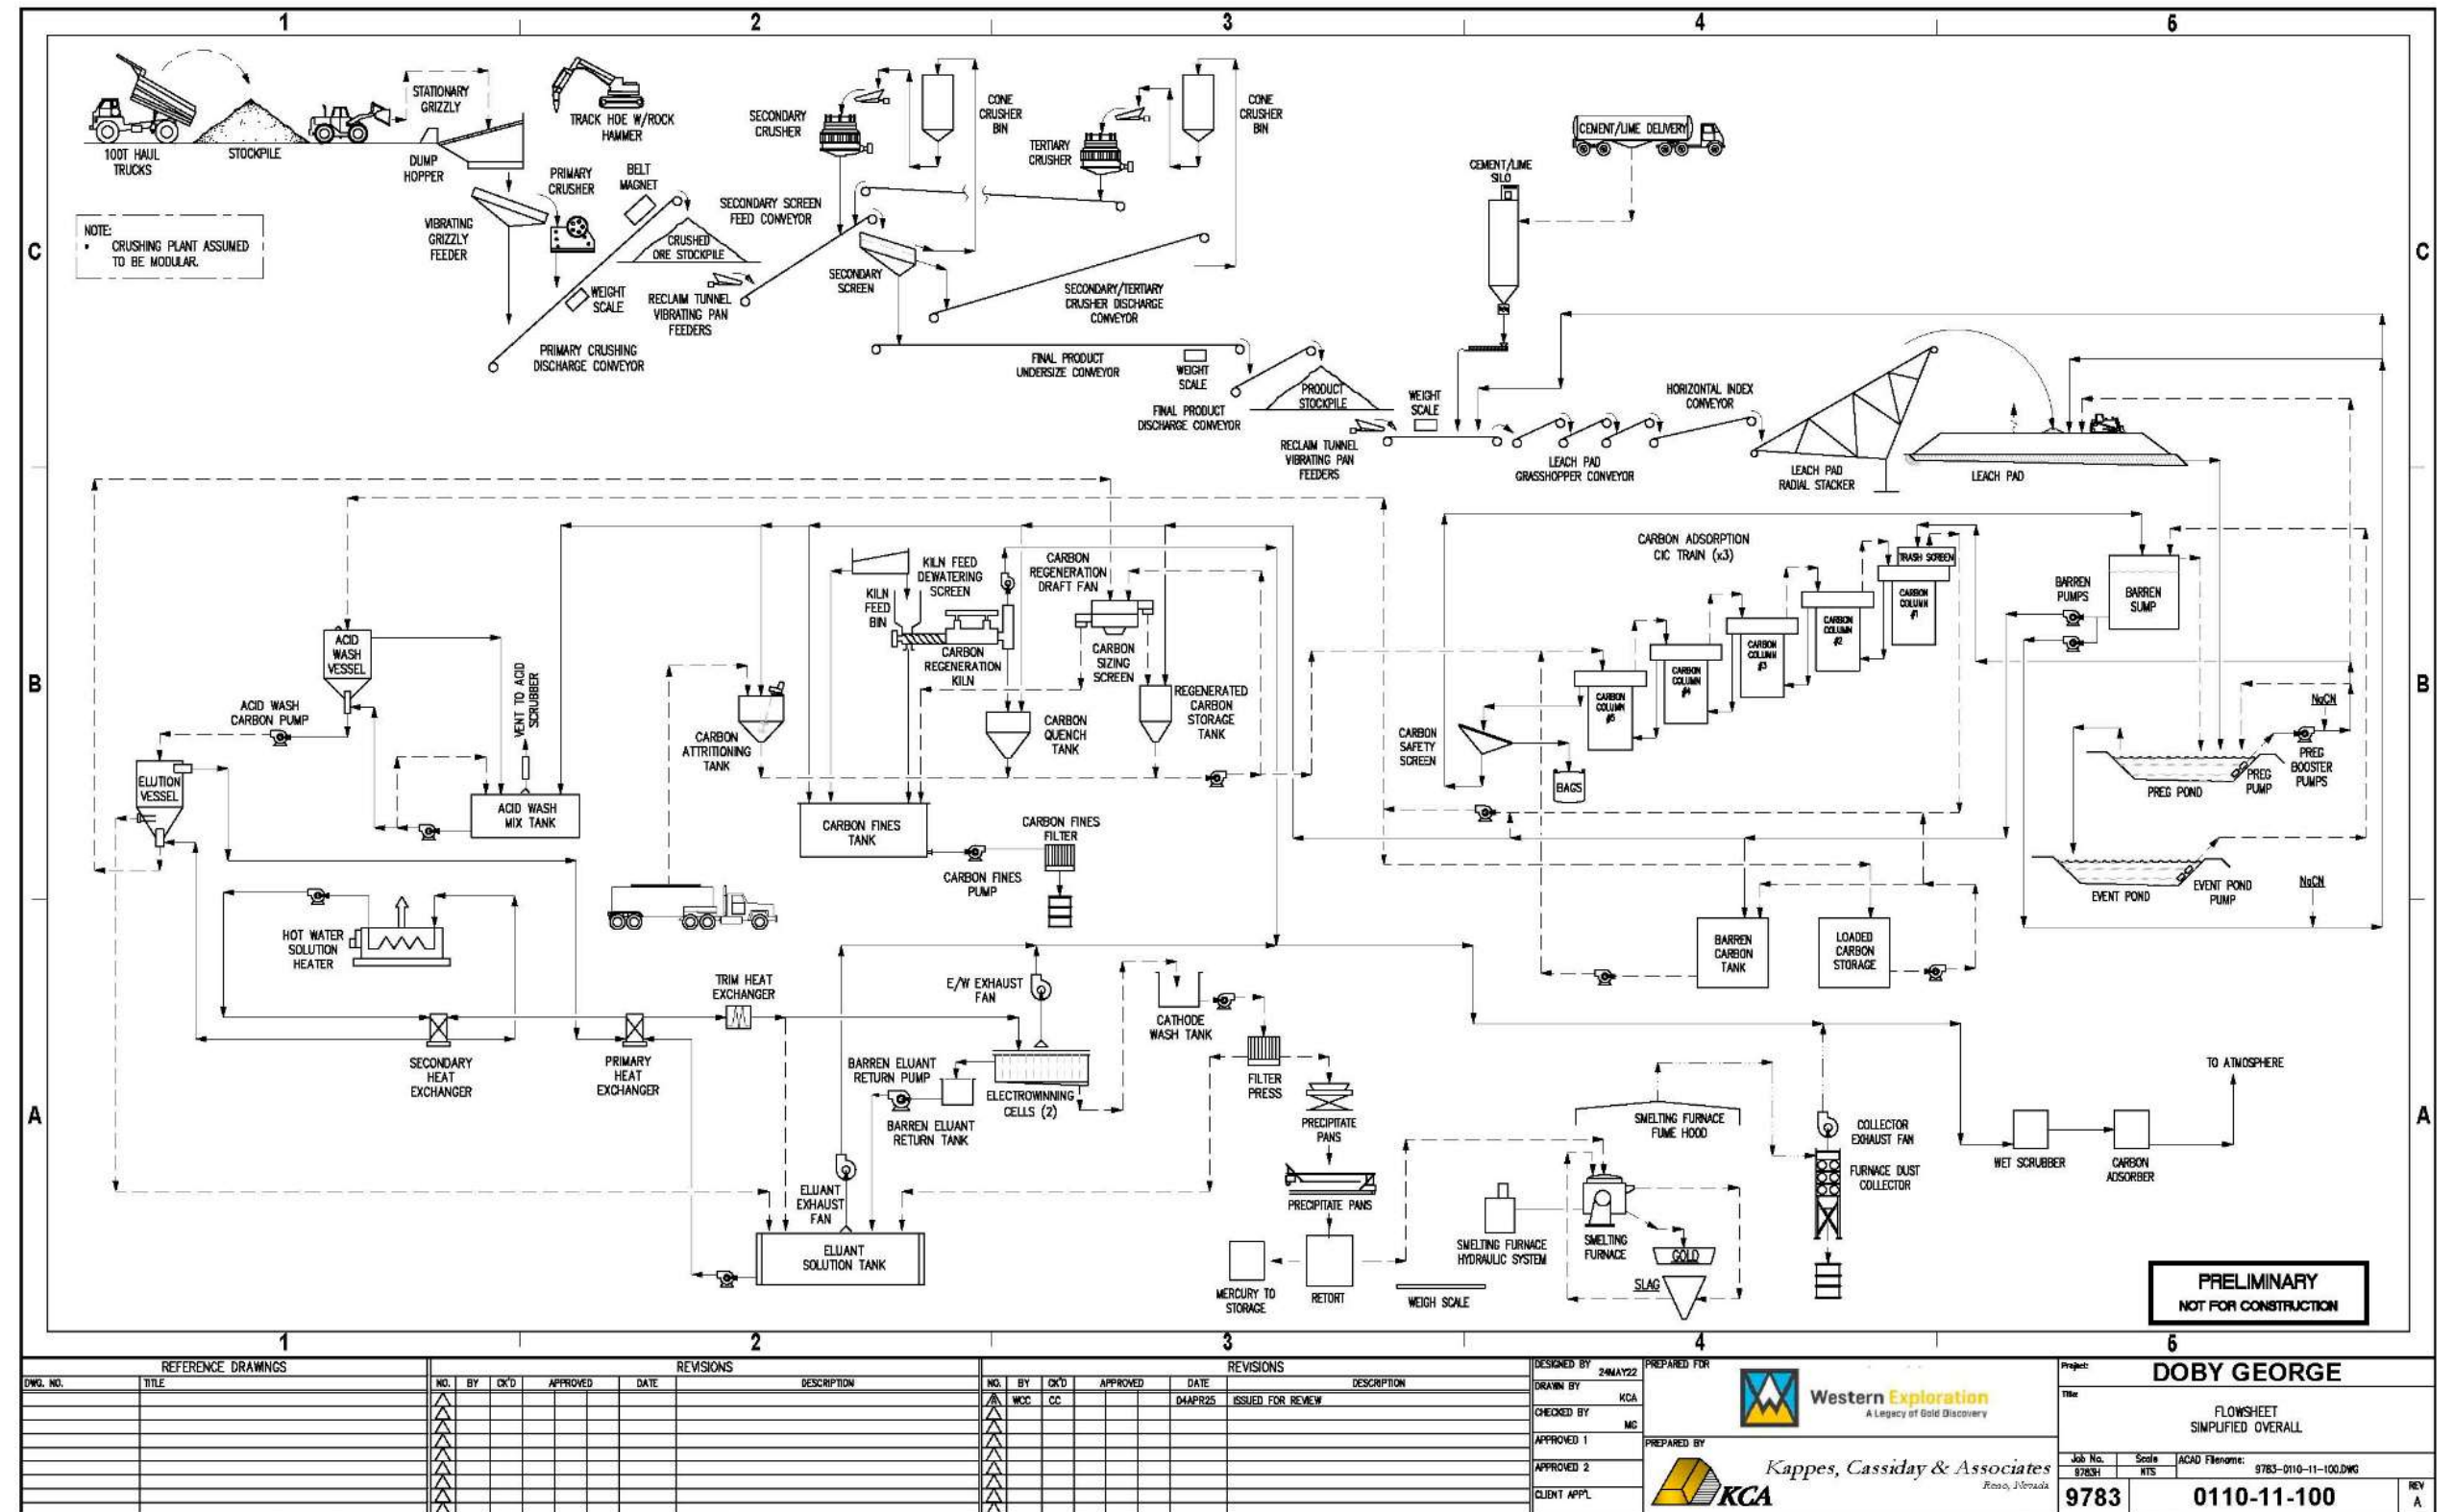 1
2
3
4
5
C
C
B
B
A
A
1
2
3
4
5
100T HAUL
TRUCKS
STOCKPILE
STATIONARY
GRIZZLY
DUMP
HOPPER
TRACK HOE W/ROCK
HAMMER
NOTE:
• CRUSHING PLANT ASSUMED
TO BE MODULAR.
VIBRATING
GRIZZLY
FEEDER
PRIMARY
CRUSHER
BELT
MAGNET
CRUSHED
ORE STOCKPILE
WEIGHT
SCALE
PRIMARY CRUSHING
DISCHARGE CONVEYOR
RECLAIM TUNNEL
VIBRATING PAN
FEEDERS
SECONDARY SCREEN
FEED CONVEYOR
SECONDARY
CRUSHER
CONE
CRUSHER
BIN
TERTIARY
CRUSHER
CONE
CRUSHER
BIN
SECONDARY
SCREEN
SECONDARY/TERTIARY
CRUSHER DISCHARGE
CONVEYOR
FINAL PRODUCT
UNDERSIZE CONVEYOR
WEIGHT
SCALE
FINAL PRODUCT
DISCHARGE CONVEYOR
PRODUCT
STOCKPILE
RECLAIM TUNNEL
VIBRATING PAN
FEEDERS
WEIGHT
SCALE
CEMENT/LIME
SILO
CEMENT/LIME DELIVERY
LEACH PAD
GRASSHOPPER CONVEYOR
HORIZONTAL INDEX
CONVEYOR
LEACH PAD
RADIAL STACKER
LEACH PAD
ACID
WASH
VESSEL
ACID WASH
CARBON PUMP
VENT TO ACID
SCRUBBER
ELUTION
VESSEL
ACID WASH
MIX TANK
CARBON
ATTRITIONING
TANK
KILN FEED
DEWATERING
SCREEN
KILN
FEED
BIN
CARBON
REGENERATION
KILN
CARBON
REGENERATION
DRAFT FAN
CARBON
SIZING
SCREEN
CARBON
QUENCH
TANK
REGENERATED
CARBON
STORAGE
TANK
CARBON FINES
TANK
CARBON FINES
FILTER
CARBON FINES
PUMP
CARBON ADSORPTION
CIC TRAIN (x3)
TRASH SCREEN
CARBON
COLUMN
#1
CARBON
COLUMN
#2
CARBON
COLUMN
#3
CARBON
COLUMN
#4
CARBON
COLUMN
#5
CARBON
SAFETY
SCREEN
BAGS
BARREN
PUMPS
BARREN
SUMP
NaCN
PREG
BOOSTER
PUMPS
PREG
PUMP
PREG POND
EVENT POND
EVENT POND
PUMP
NaCN
BARREN
CARBON
TANK
LOADED
CARBON
STORAGE
HOT WATER
SOLUTION
HEATER
SECONDARY
HEAT
EXCHANGER
PRIMARY
HEAT
EXCHANGER
TRIM HEAT
EXCHANGER
E/W EXHAUST
FAN
BARREN ELUANT
RETURN PUMP
BARREN ELUANT
RETURN TANK
ELECTROWINNING
CELLS (2)
CATHODE
WASH TANK
FILTER
PRESS
PRECIPITATE
PANS
PRECIPITATE PANS
ELUANT
EXHAUST
FAN
ELUANT
SOLUTION TANK
MERCURY TO
STORAGE
RETORT
WEIGH SCALE
SMELTING FURNACE
HYDRAULIC SYSTEM
SMELTING
FURNACE
SMELTING FURNACE
FUME HOOD
GOLD
SLAG
COLLECTOR
EXHAUST FAN
FURNACE DUST
COLLECTOR
WET SCRUBBER
CARBON
ADSORBER
TO ATMOSPHERE
PRELIMINARY
NOT FOR CONSTRUCTION
REFERENCE DRAWINGS
DWG. NO. TITLE
REVISIONS
NO. BY CK'D APPROVED DATE DESCRIPTION
REVISIONS
NO. BY CK'D APPROVED DATE DESCRIPTION
A WCC CC 04APR25 ISSUED FOR REVIEW
DESIGNED BY 24MAY22
DRAWN BY KCA
CHECKED BY MG
APPROVED 1
APPROVED 2
CLIENT APP'L
PREPARED FOR
Western Exploration
A Legacy of Gold Discovery
PREPARED BY
KCA
Kappes, Cassiday & Associates
Reno, Nevada
Project: DOBY GEORGE
Title:
FLOWSHEET
SIMPLIFIED OVERALL
Job No. 9783H
Scale NTS
ACAD Filename: 9783-0110-11-100.DWG
9783 0110-11-100
REV A